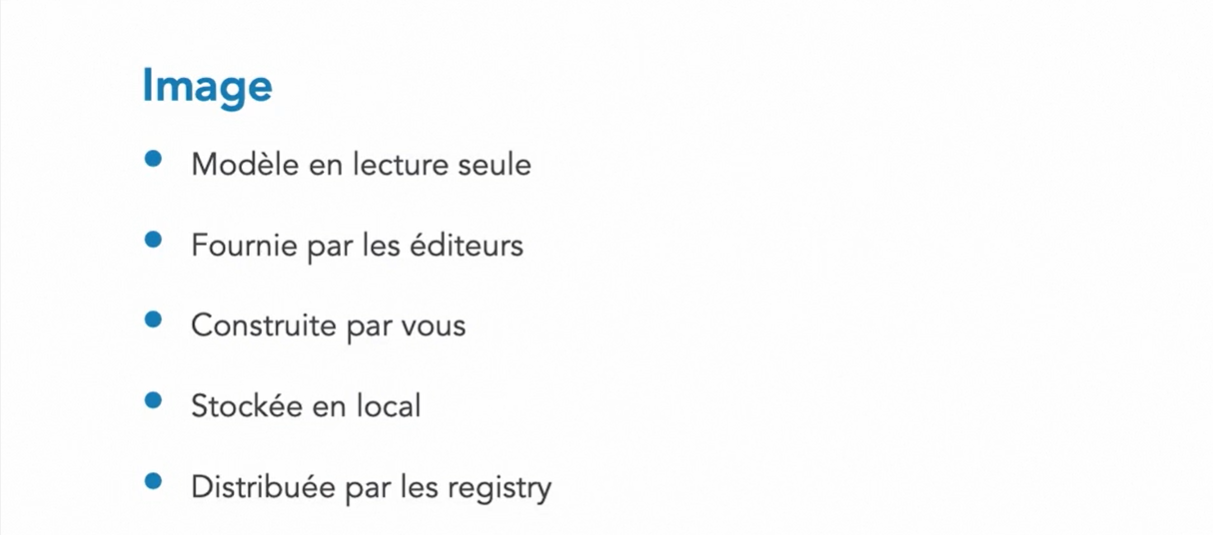 Image
Modèle en lecture seule
Fournie par les éditeurs
Construite par vous
Stockée en local
Distribuée par les registry